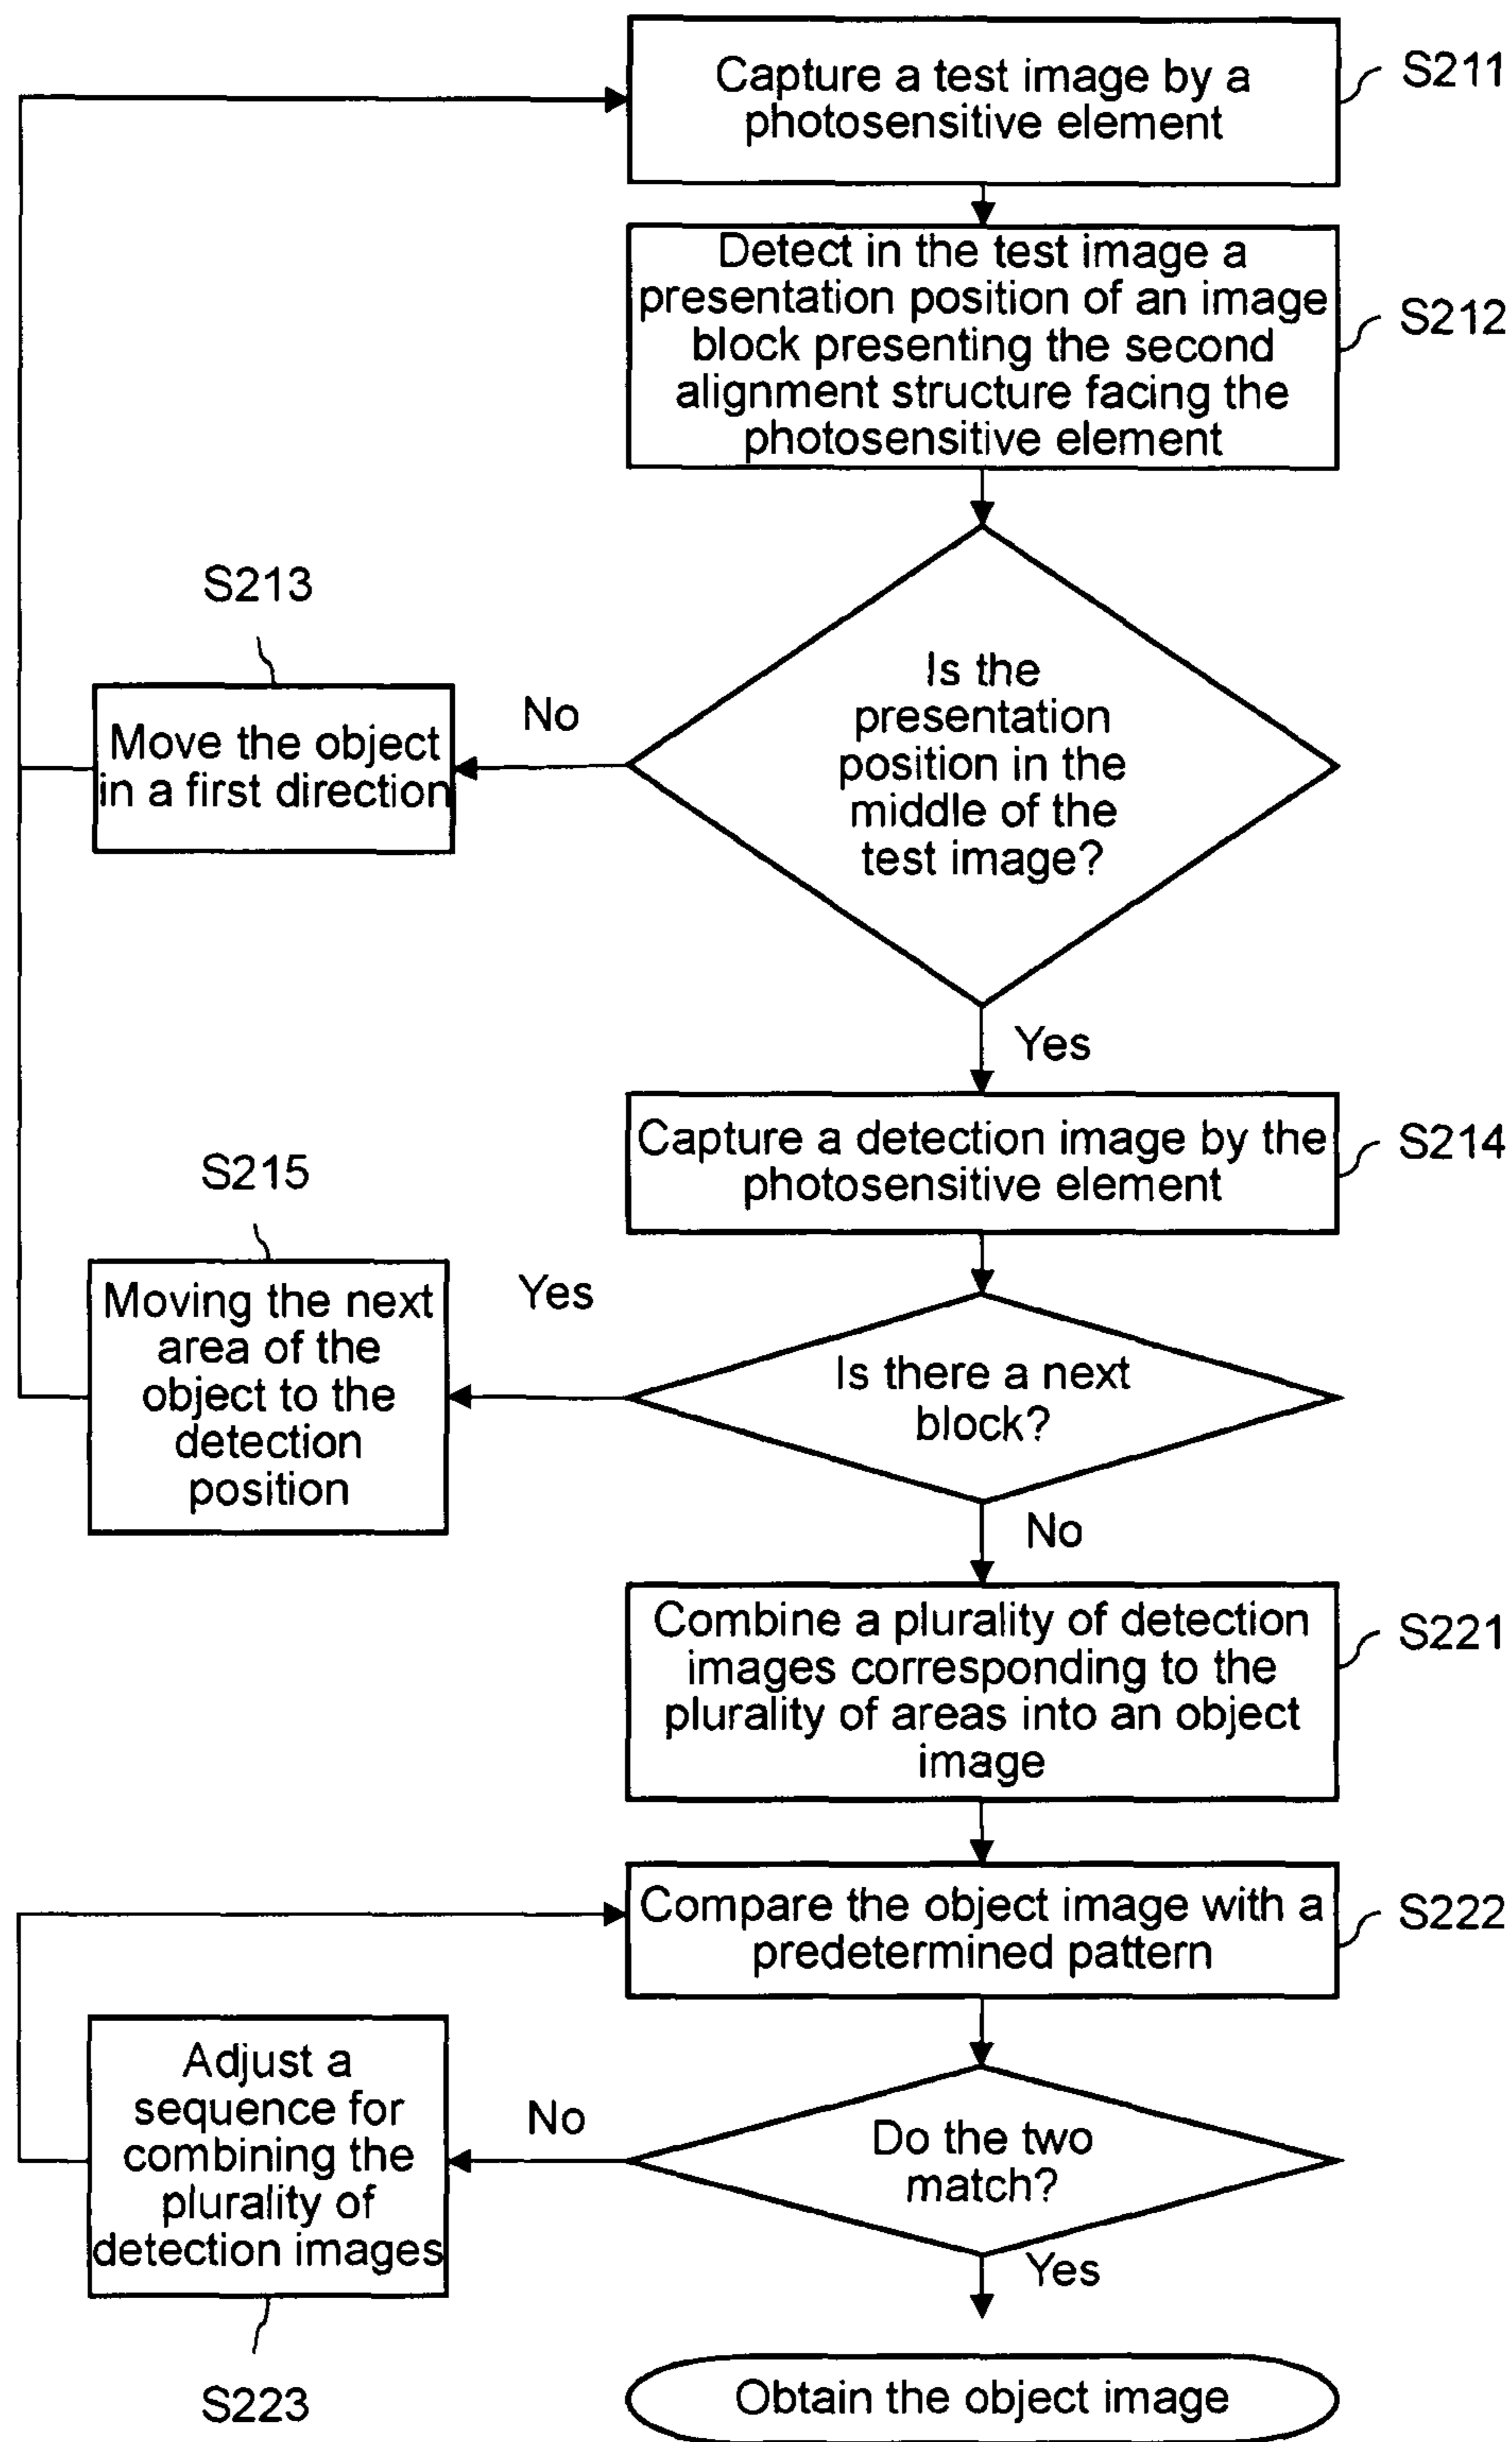 Capture a test image by a
photosensitive element
S211
Detect in the test image a
presentation position of an image
block presenting the second
alignment structure facing the
photosensitive element
S212
Is the
presentation
position in the
middle of the
test image?
No
S213
Move the object
in a first direction
Yes
Capture a detection image by the
photosensitive element
S214
Is there a next
block?
Yes
S215
Moving the next
area of the
object to the
detection
position
No
Combine a plurality of detection
images corresponding to the
plurality of areas into an object
image
S221
Compare the object image with a
predetermined pattern
S222
Do the two
match?
No
Adjust a
sequence for
combining the
plurality of
detection images
S223
Yes
Obtain the object image